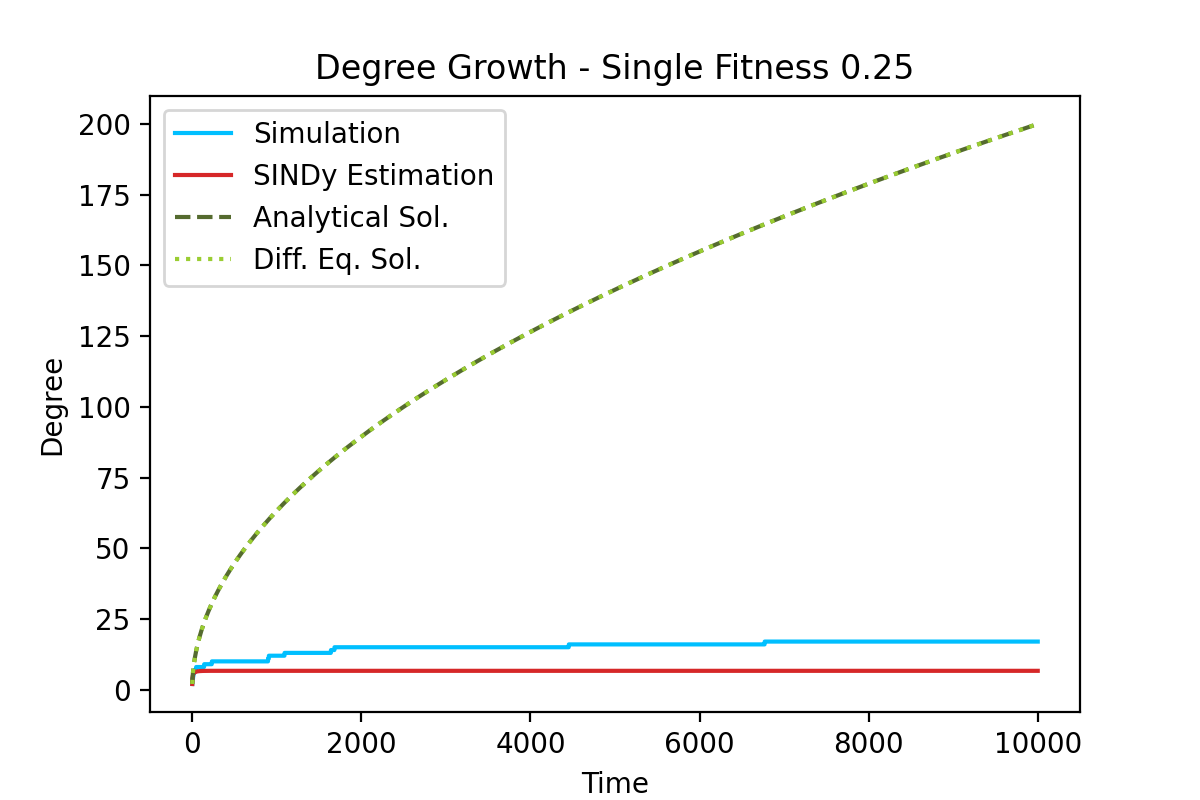 Degree Growth - Single Fitness 0.25
Simulation
SINDy Estimation
Analytical Sol.
Diff. Eq. Sol.
200
175
150
125
100
75
50
25
0
Degree
0 2000 4000 6000 8000 10000
Time